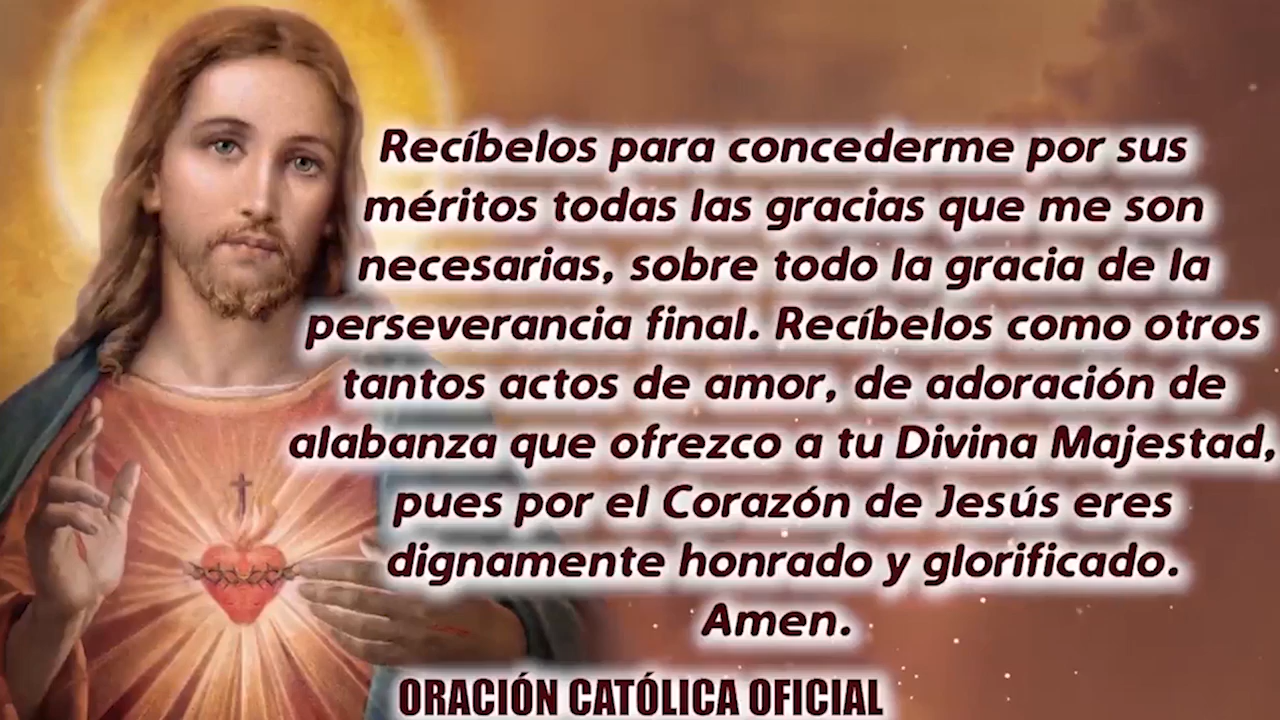 Recíbelos para concederme por sus
méritos todas las gracias que me son
necesarias, sobre todo la gracia de la
perseverancia final. Recíbelos como otros
tantos actos de amor, de adoración de
alabanza que ofrezco a tu Divina Majestad,
pues por el Corazón de Jesús eres
dignamente honrado y glorificado.
Amen.
ORACIÓN CATÓLICA OFICIAL